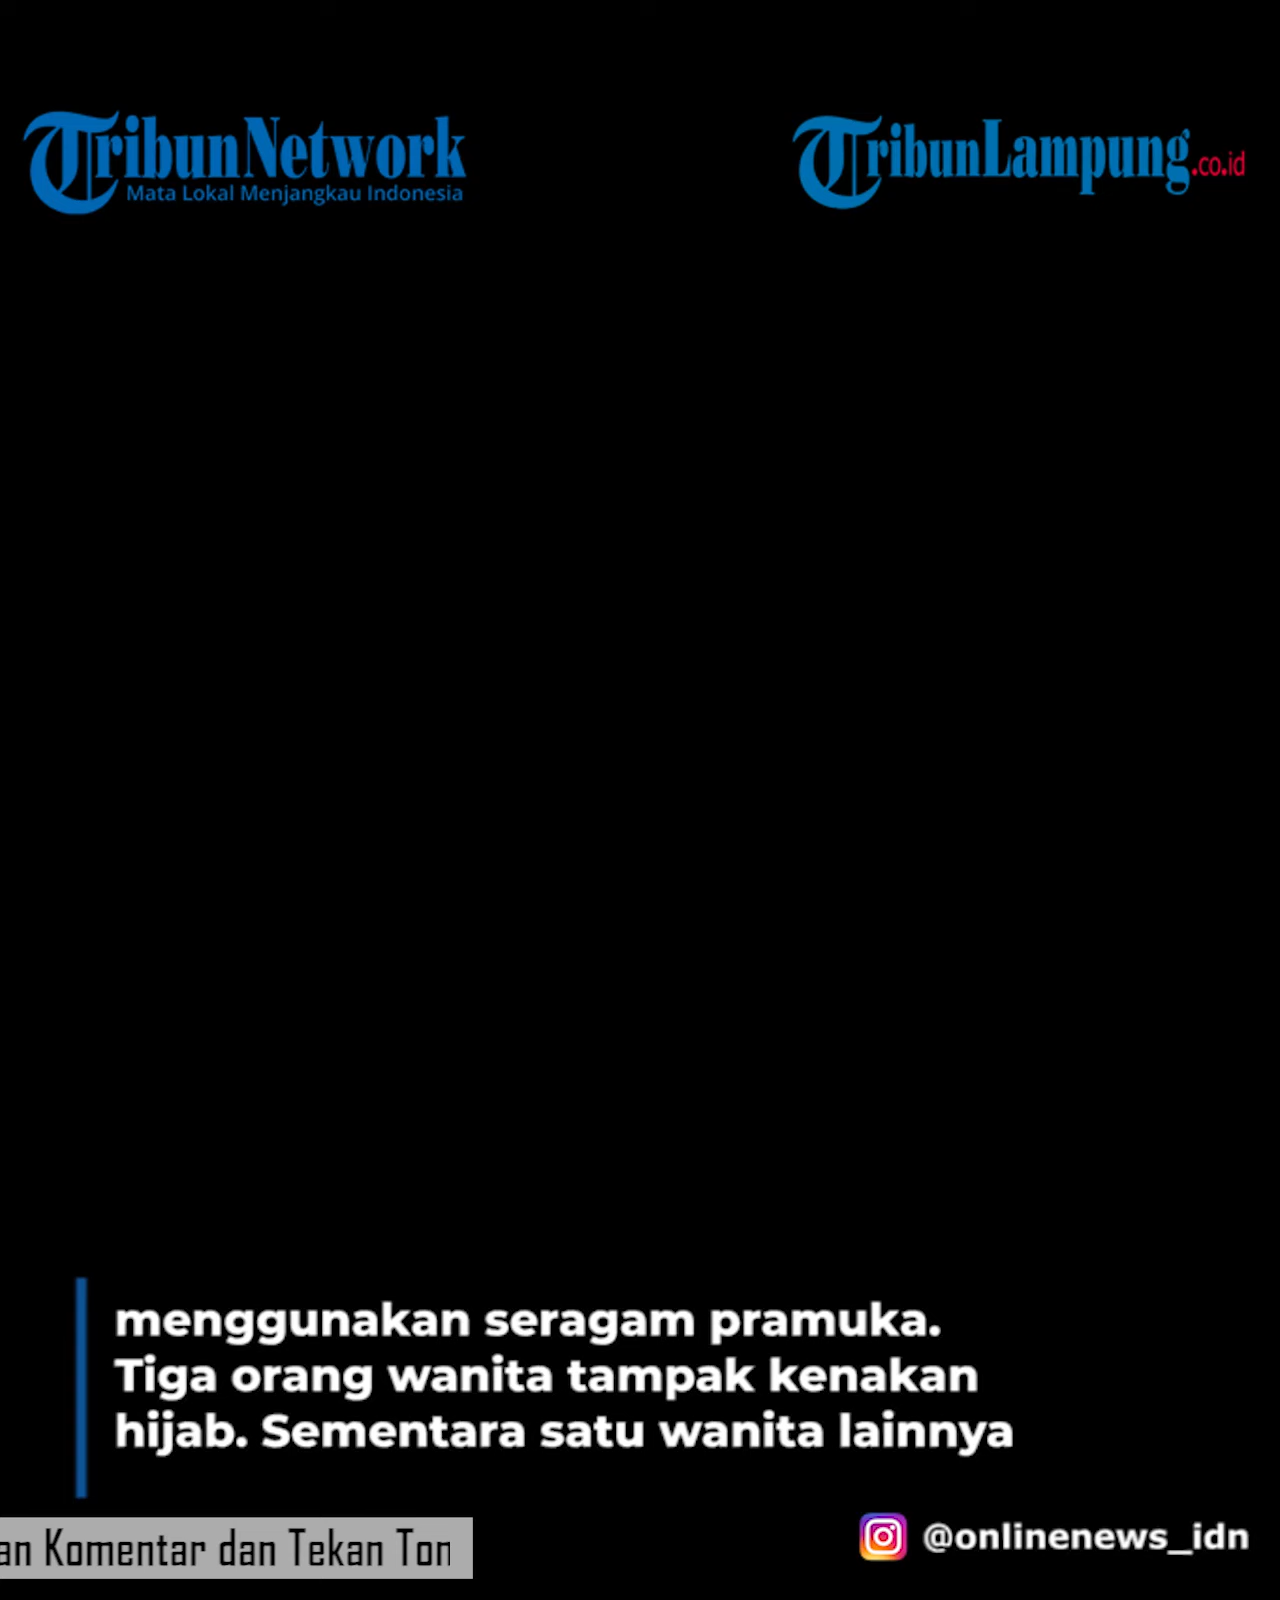 TribunNetwork
Mata Lokal Menjangkau Indonesia
TribunLampung.co.id
menggunakan seragam pramuka.
Tiga orang wanita tampak kenakan
hijab. Sementara satu wanita lainnya
an Komentar dan Tekan Tom
@onlinenews_idn